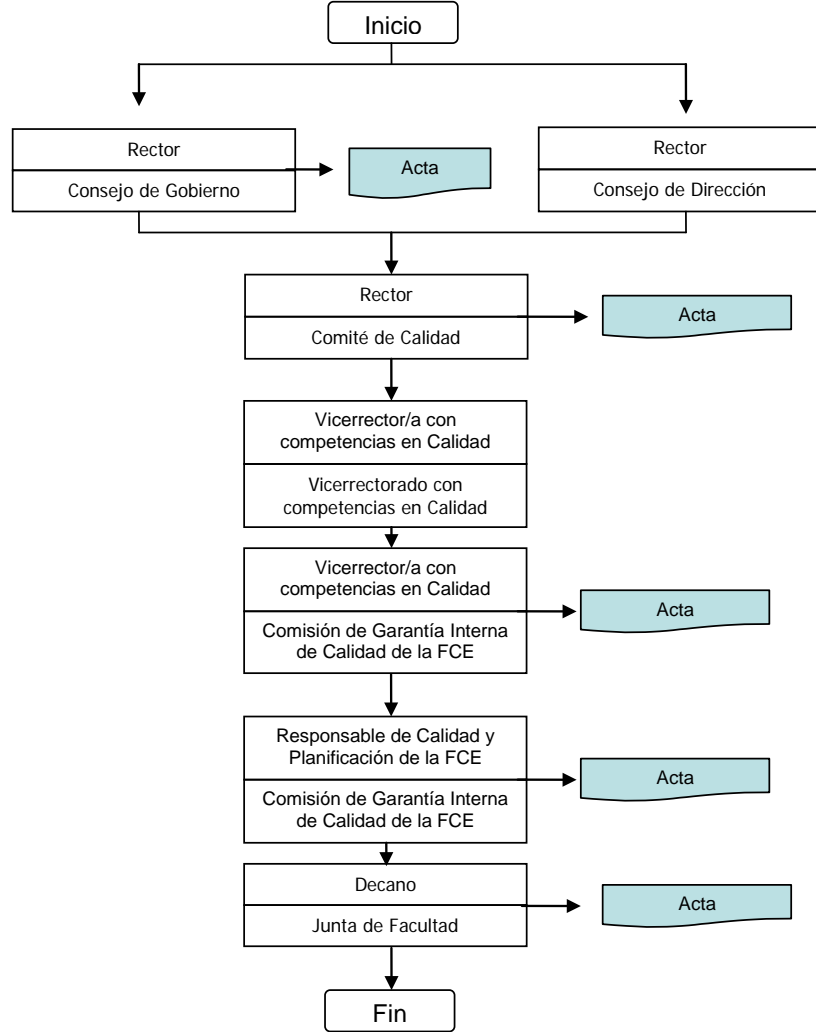 Inicio
Rector
Consejo de Gobierno
Acta
Rector
Consejo de Dirección
Rector
Comité de Calidad
Acta
Vicerrector/a con
competencias en Calidad
Vicerrectorado con
competencias en Calidad
Vicerrector/a con
competencias en Calidad
Comisión de Garantía Interna
de Calidad de la FCE
Acta
Responsable de Calidad y
Planificación de la FCE
Comisión de Garantía Interna
de Calidad de la FCE
Acta
Decano
Junta de Facultad
Acta
Fin